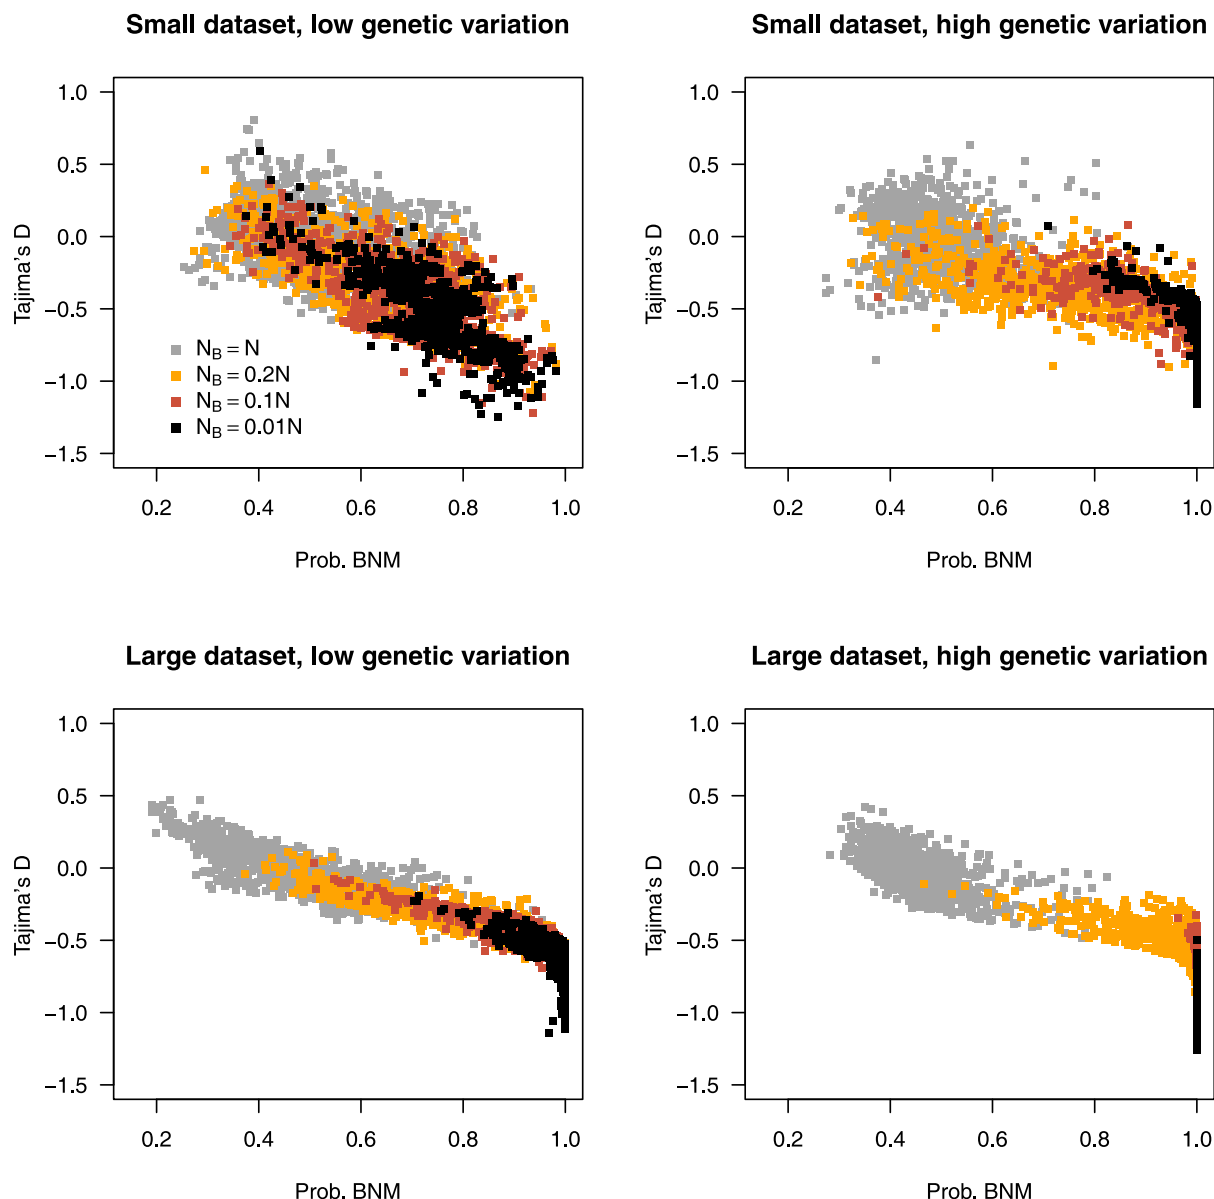 Small dataset, low genetic variation
1.0
0.5
0.0
−0.5
−1.0
−1.5
Tajima's D
N_B = N
N_B = 0.2N
N_B = 0.1N
N_B = 0.01N
0.2 0.4 0.6 0.8 1.0
Prob. BNM
Small dataset, high genetic variation
1.0
0.5
0.0
−0.5
−1.0
−1.5
Tajima's D
0.2 0.4 0.6 0.8 1.0
Prob. BNM
Large dataset, low genetic variation
1.0
0.5
0.0
−0.5
−1.0
−1.5
Tajima's D
0.2 0.4 0.6 0.8 1.0
Prob. BNM
Large dataset, high genetic variation
1.0
0.5
0.0
−0.5
−1.0
−1.5
Tajima's D
0.2 0.4 0.6 0.8 1.0
Prob. BNM